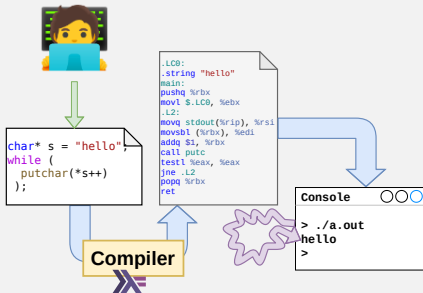 char* s = "hello";
while (
  putchar(*s++)
 );
Compiler
.LC0:
.string "hello"
main:
pushq %rbx
movl $.LC0, %ebx
.L2:
movq stdout(%rip), %rsi
movsbl (%rbx), %edi
addq $1, %rbx
call putc
testl %eax, %eax
jne .L2
popq %rbx
ret
Console
> ./a.out
hello
>